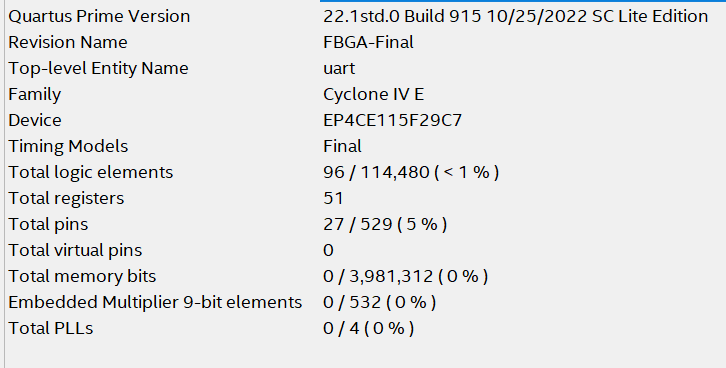 Quartus Prime Version 22.1std.0 Build 915 10/25/2022 SC Lite Edition
Revision Name FBGA-Final
Top-level Entity Name uart
Family Cyclone IV E
Device EP4CE115F29C7
Timing Models Final
Total logic elements 96 / 114,480 ( < 1 % )
Total registers 51
Total pins 27 / 529 ( 5 % )
Total virtual pins 0
Total memory bits 0 / 3,981,312 ( 0 % )
Embedded Multiplier 9-bit elements 0 / 532 ( 0 % )
Total PLLs 0 / 4 ( 0 % )